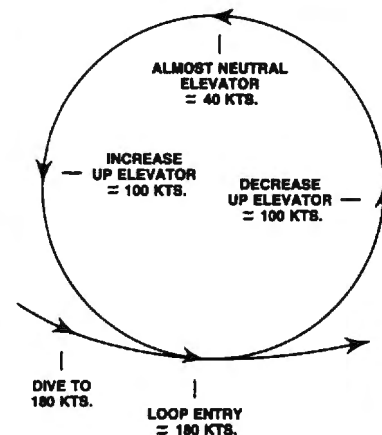 ALMOST NEUTRAL
ELEVATOR
≈ 40 KTS.
INCREASE
UP ELEVATOR
≈ 100 KTS.
DECREASE
UP ELEVATOR
≈ 100 KTS.
DIVE TO
180 KTS.
LOOP ENTRY
≈ 180 KTS.